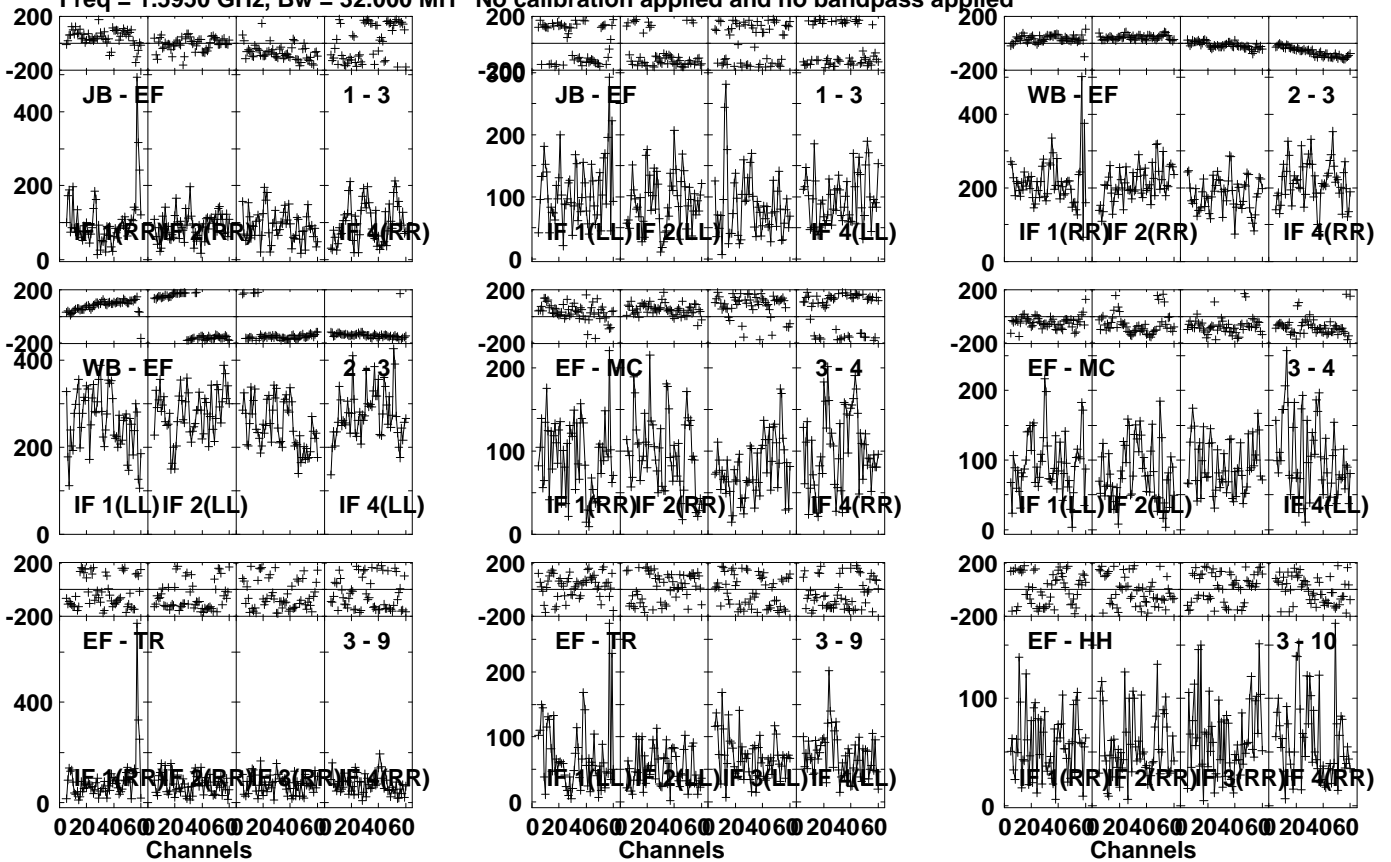 Freq = 1.5950 GHz, Bw = 32.000 MH No calibration applied and no bandpass applied
200
-200
JB - EF 1 - 3
400
200
0
IF 1(RR) IF 2(RR) IF 4(RR)
200
-200
300
JB - EF 1 - 3
200
100
0
IF 1(LL) IF 2(LL) IF 4(LL)
200
-200
WB - EF 2 - 3
400
200
0
IF 1(RR) IF 2(RR) IF 4(RR)
200
-200
400
WB - EF 2 - 3
200
0
IF 1(LL) IF 2(LL) IF 4(LL)
200
-200
200
EF - MC 3 - 4
100
0
IF 1(RR) IF 2(RR) IF 4(RR)
200
-200
EF - MC 3 - 4
200
100
0
IF 1(LL) IF 2(LL) IF 4(LL)
200
-200
EF - TR 3 - 9
400
0
IF 1(RR) IF 2(RR) IF 3(RR) IF 4(RR)
0 20 40 60 0 20 40 60 0 20 40 60 0 20 40 60
Channels
200
-200
EF - TR 3 - 9
200
100
0
IF 1(LL) IF 2(LL) IF 3(LL) IF 4(LL)
0 20 40 60 0 20 40 60 0 20 40 60 0 20 40 60
Channels
200
-200
EF - HH 3 - 10
100
0
IF 1(RR) IF 2(RR) IF 3(RR) IF 4(RR)
0 20 40 60 0 20 40 60 0 20 40 60 0 20 40 60
Channels